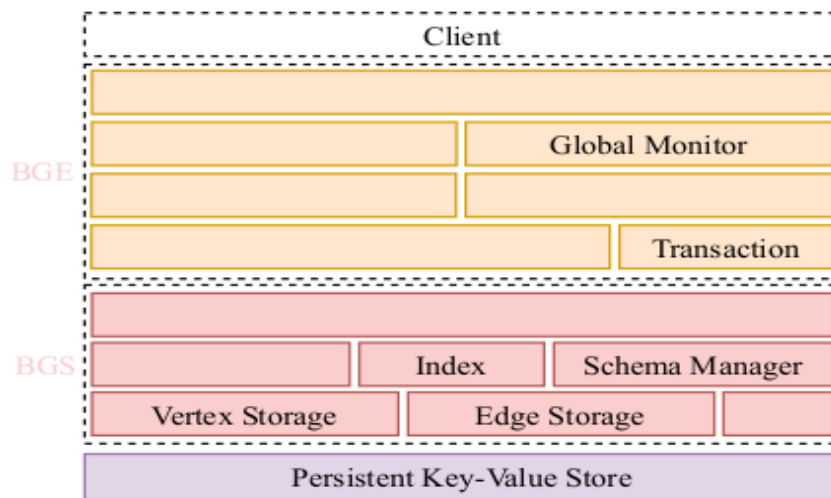 Client
BGE
Global Monitor
Transaction
BGS
Index
Schema Manager
Vertex Storage
Edge Storage
Persistent Key-Value Store